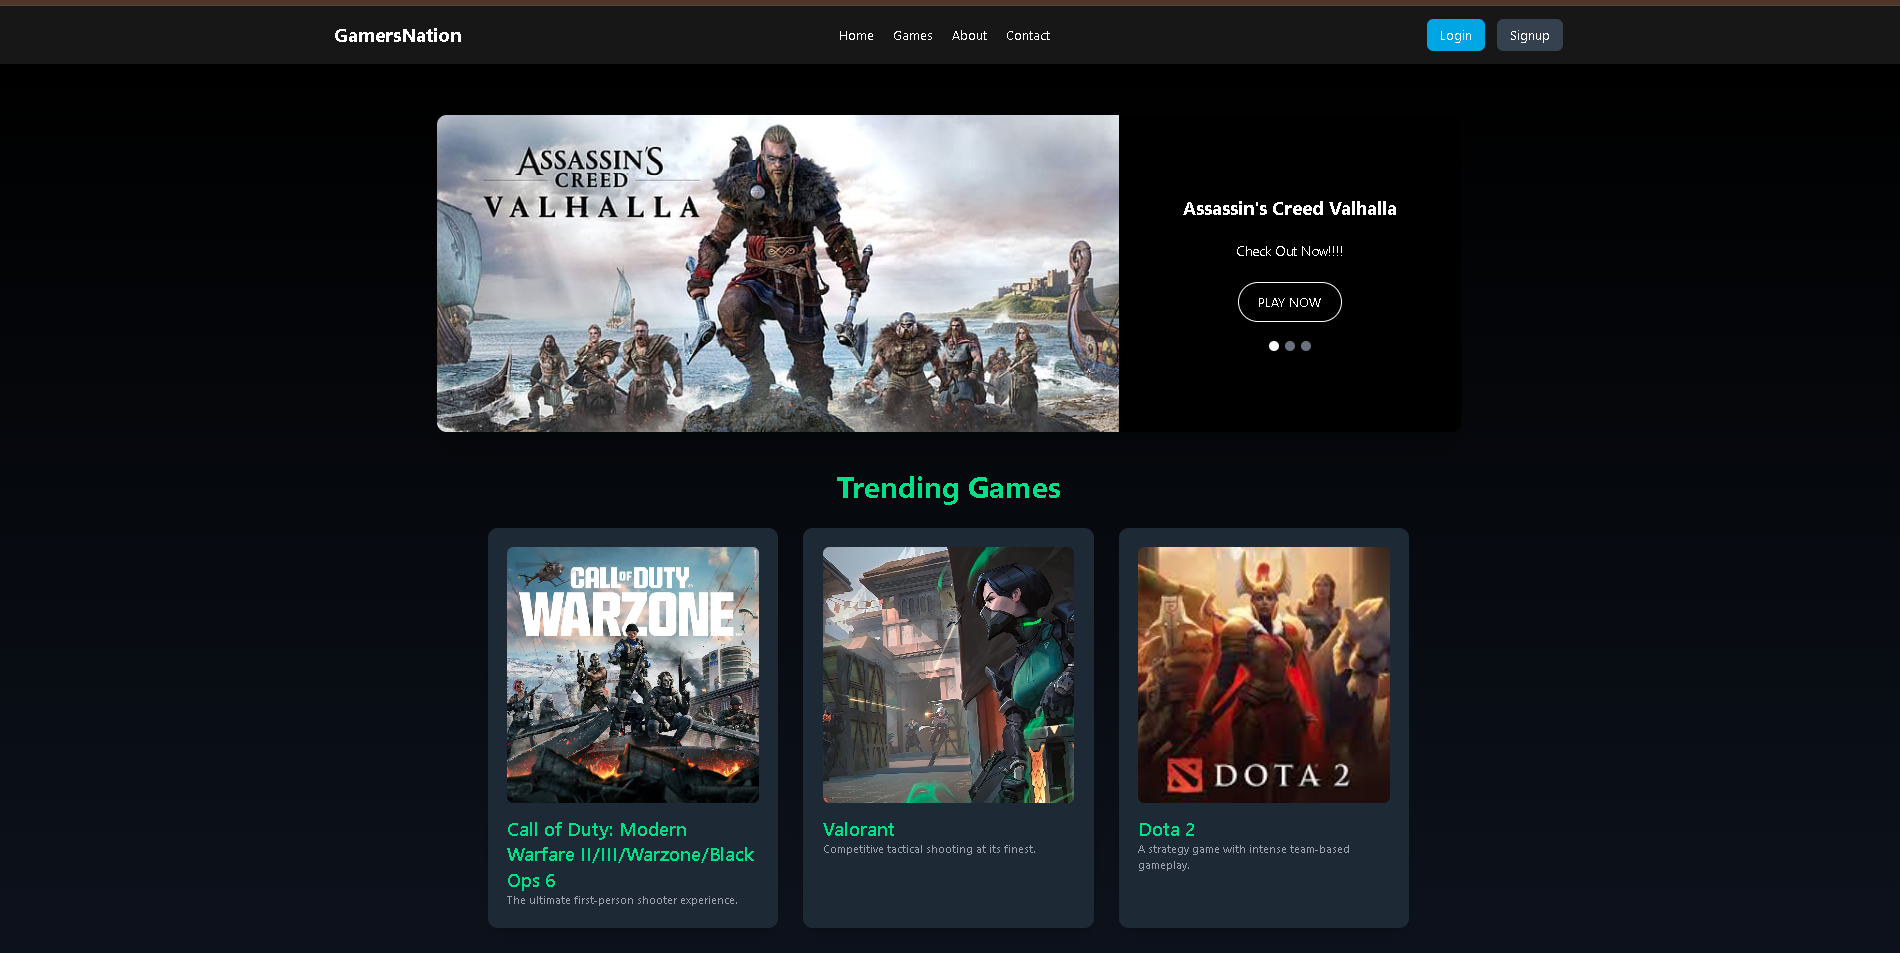 GamersNation
Home Games About Contact
Login Signup
ASSASSIN'S
CREED
VALHALLA
Assassin's Creed Valhalla
Check Out Now!!!!
PLAY NOW
Trending Games
CALL OF DUTY
WARZONE
Call of Duty: Modern
Warfare II/III/Warzone/Black
Ops 6
The ultimate first-person shooter experience.
Valorant
Competitive tactical shooting at its finest.
DOTA 2
Dota 2
A strategy game with intense team-based
gameplay.